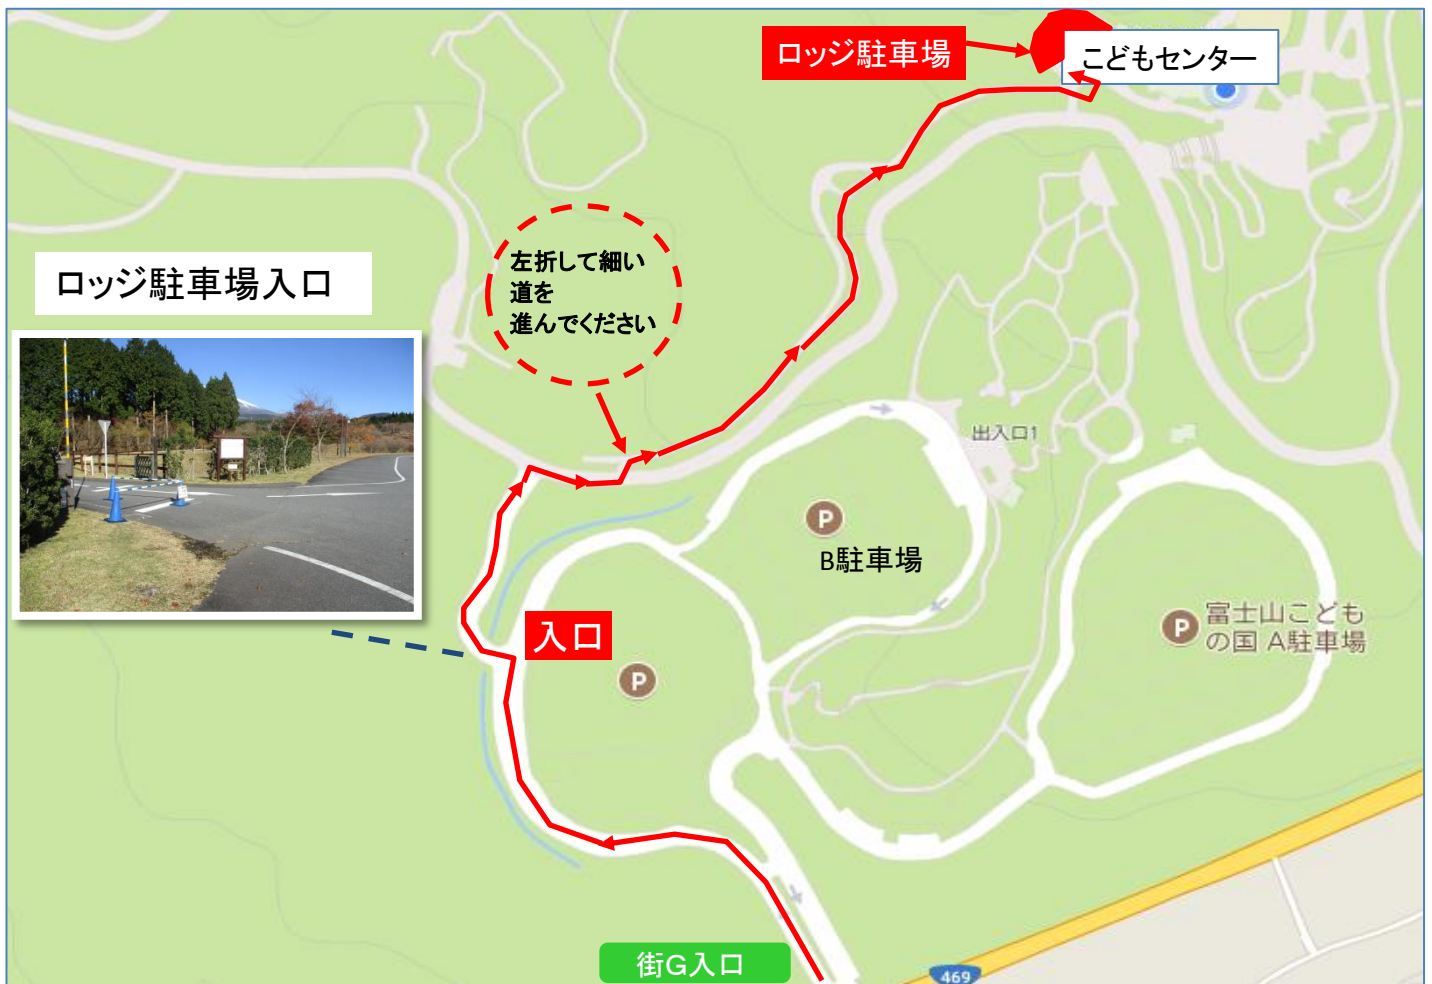 ロッジ駐車場
こどもセンター
左折して細い
道を
進んでください
ロッジ駐車場入口
出入口1
P
B駐車場
入口
P
P
富士山こども
の国 A駐車場
街G入口
469